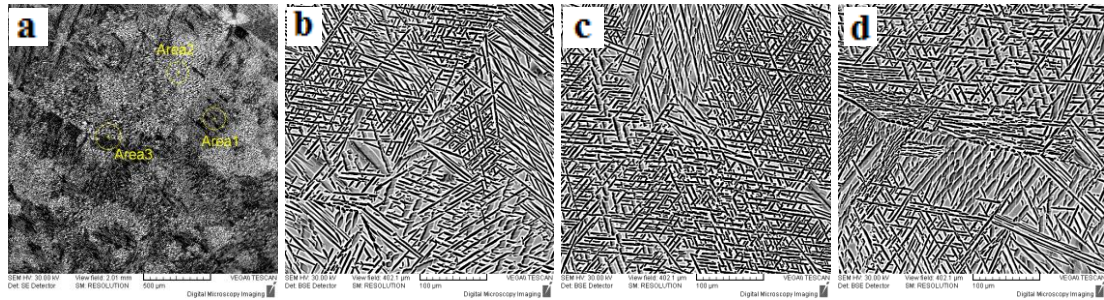 a
Area2
Area1
Area3
SEM HV: 30.00 kV View field: 2.01 mm VEGA\\ TESCAN
Det: BE Detector SM: RESOLUTION 500 µm
Digital Microscopy Imaging
b
SEM HV: 30.00 kV View field: 402.1 µm VEGA\\ TESCAN
Det: BSE Detector SM: RESOLUTION 100 µm
Digital Microscopy Imaging
c
SEM HV: 30.00 kV View field: 402.1 µm VEGA\\ TESCAN
Det: BSE Detector SM: RESOLUTION 100 µm
Digital Microscopy Imaging
d
SEM HV: 30.00 kV View field: 402.1 µm VEGA\\ TESCAN
Det: BSE Detector SM: RESOLUTION 100 µm
Digital Microscopy Imaging